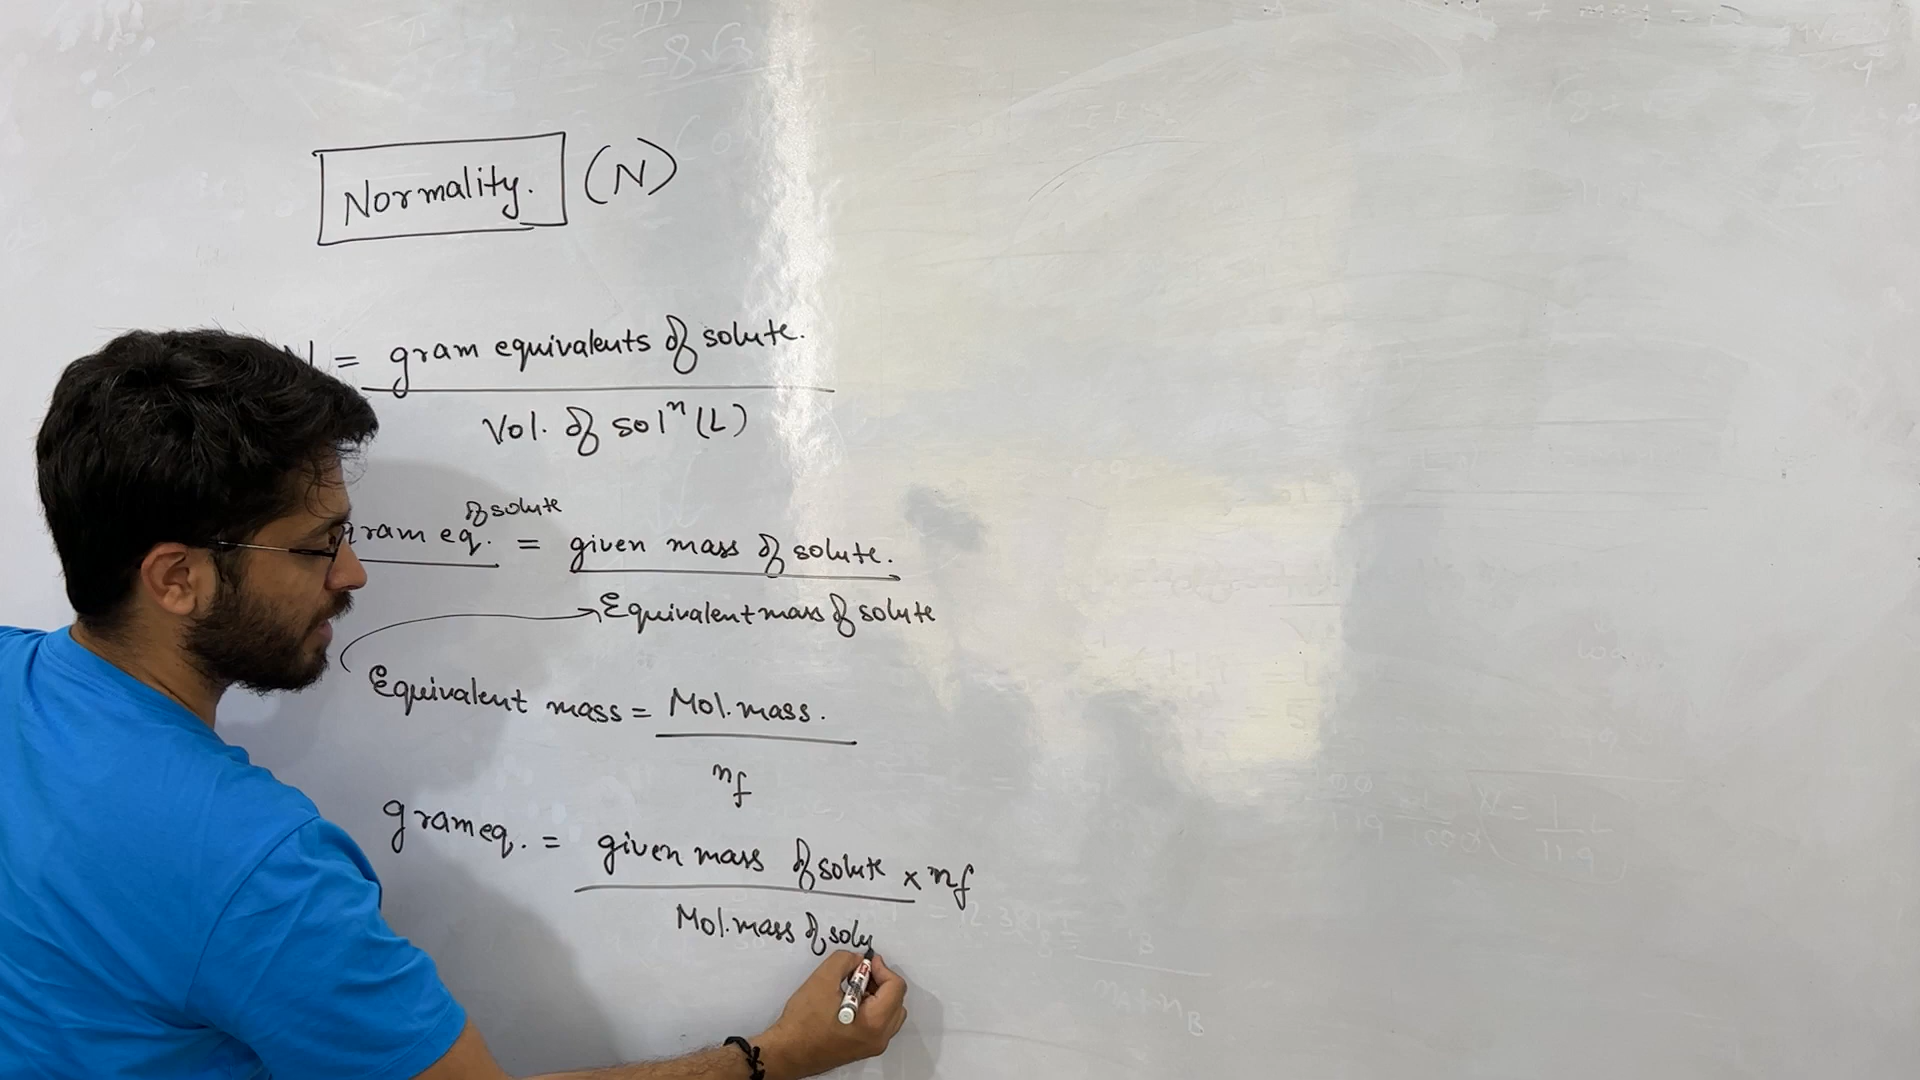 Normality. (N)
N = gram equivalents of solute.
Vol. of solⁿ (L)
of solute
gram eq. = given mass of solute.
Equivalent mass of solute
Equivalent mass = Mol. mass.
nf
gram eq. = given mass of solute × nf
Mol. mass of solu